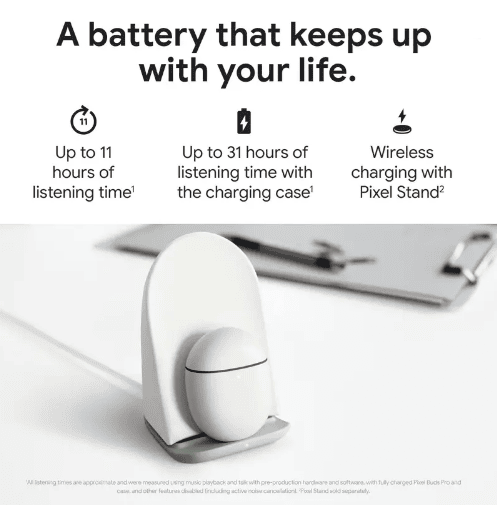 A battery that keeps up
with your life.
11
Up to 11
hours of
listening time¹
Up to 31 hours of
listening time with
the charging case¹
Wireless
charging with
Pixel Stand²
¹All listening times are approximate and were measured using music playback and talk with pre-production hardware and software, with fully charged Pixel Buds Pro and
case, and other features disabled (including active noise cancellation). ²Pixel Stand sold separately.